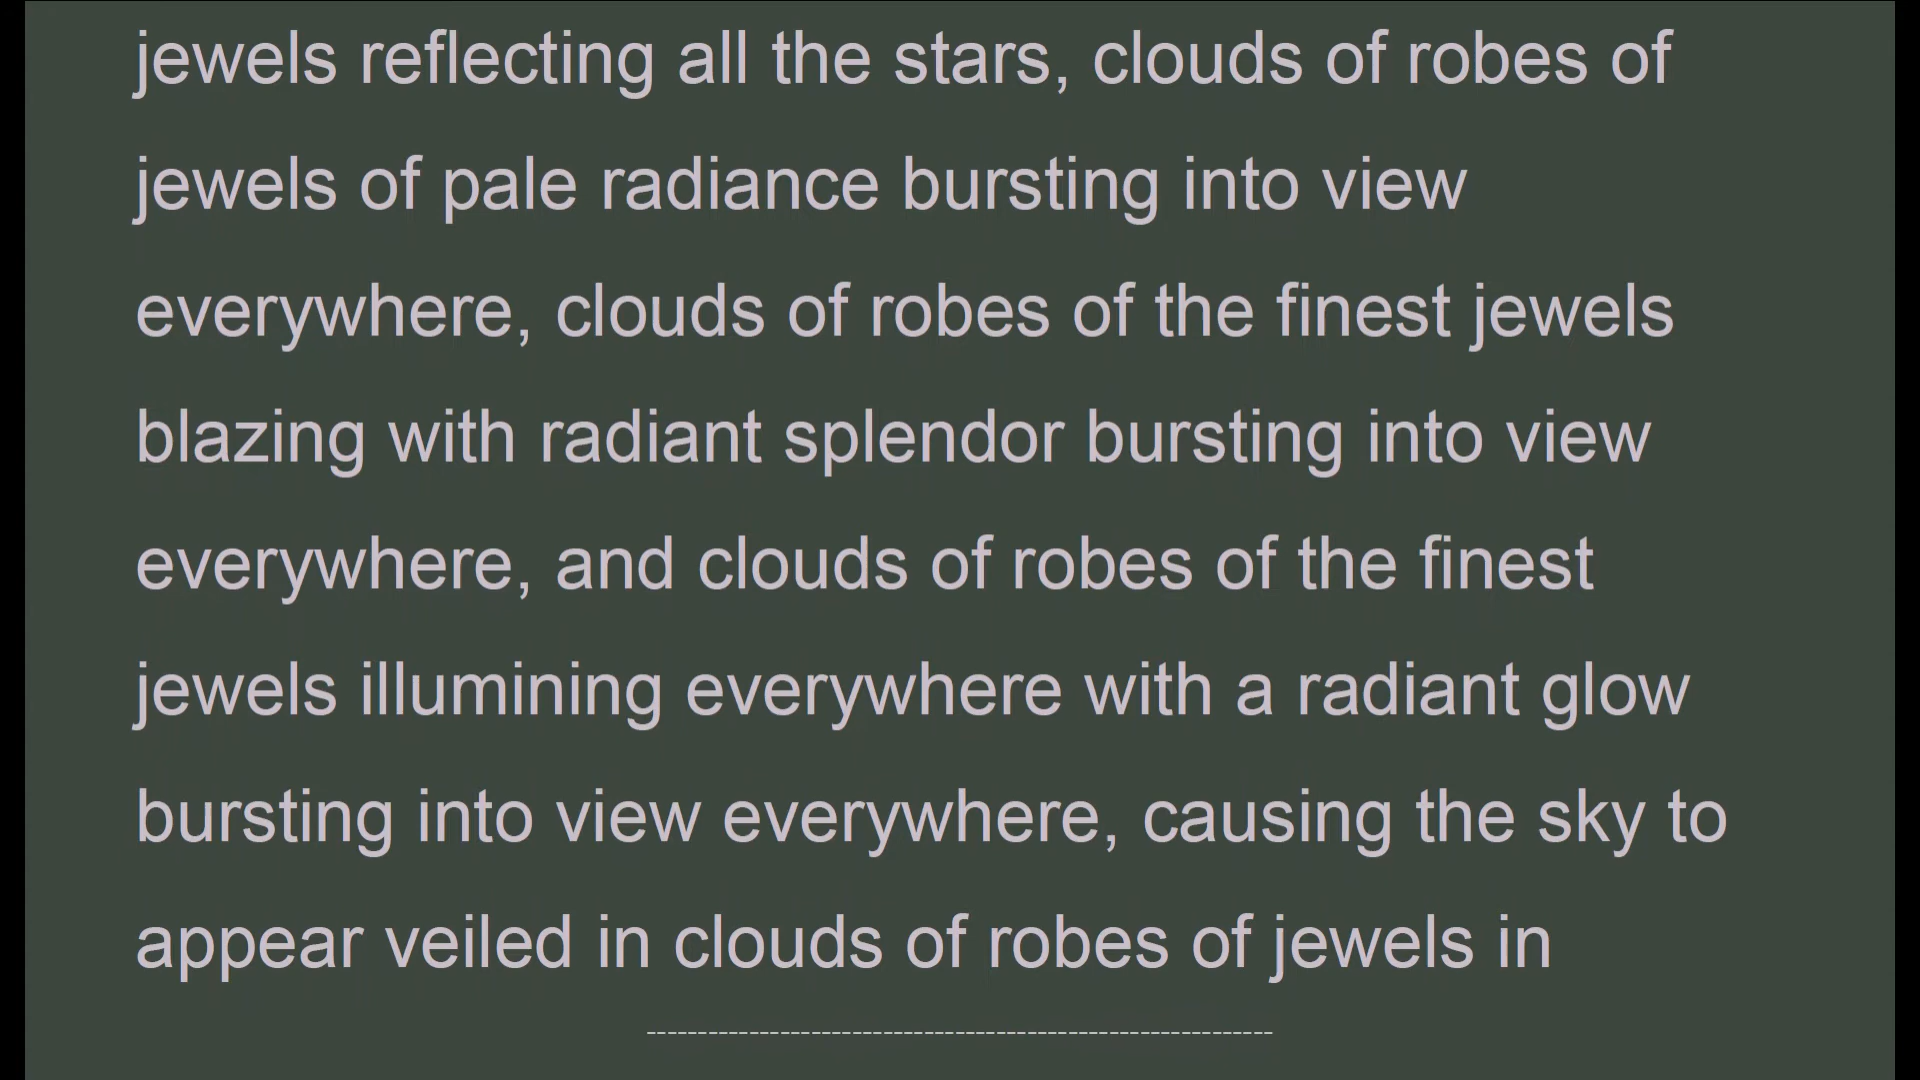 jewels reflecting all the stars, clouds of robes of
jewels of pale radiance bursting into view
everywhere, clouds of robes of the finest jewels
blazing with radiant splendor bursting into view
everywhere, and clouds of robes of the finest
jewels illumining everywhere with a radiant glow
bursting into view everywhere, causing the sky to
appear veiled in clouds of robes of jewels in